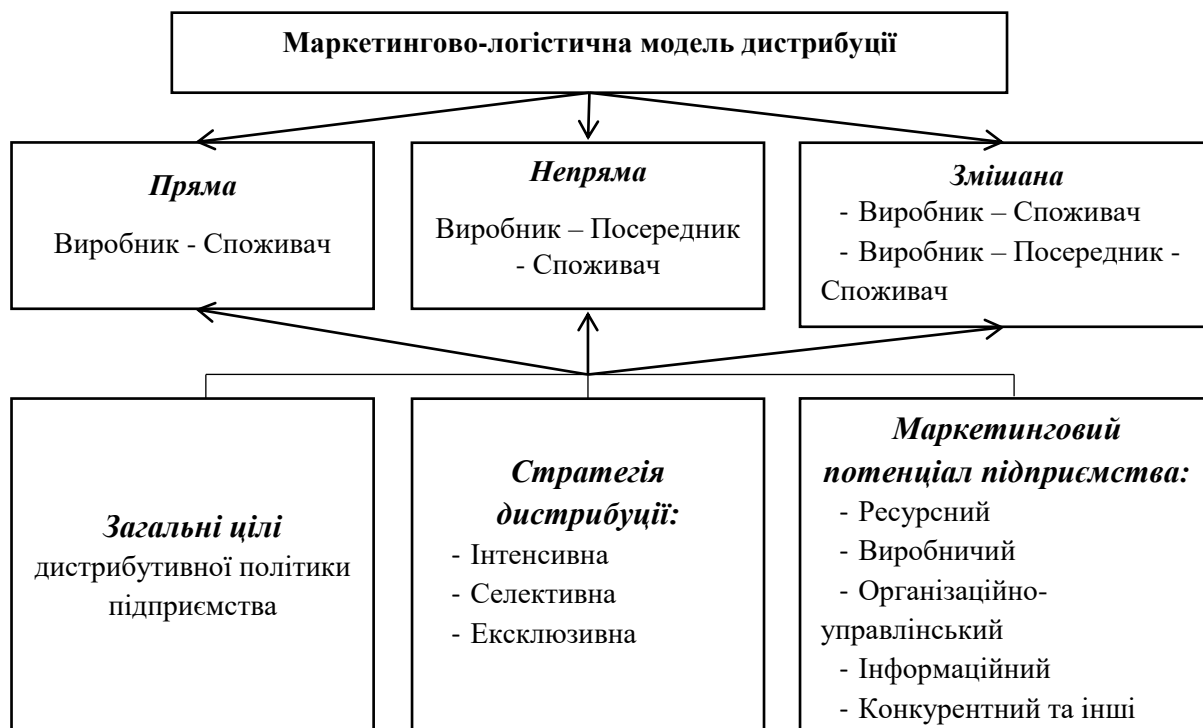 Маркетингово-логістична модель дистрибуції
Пряма
Виробник - Споживач
Непряма
Виробник – Посередник
- Споживач
Змішана
- Виробник – Споживач
- Виробник – Посередник -
Споживач
Загальні цілі
дистрибутивної політики
підприємства
Стратегія
дистрибуції:
- Інтенсивна
- Селективна
- Ексклюзивна
Маркетинговий
потенціал підприємства:
- Ресурсний
- Виробничий
- Організаційно-
управлінський
- Інформаційний
- Конкурентний та інші